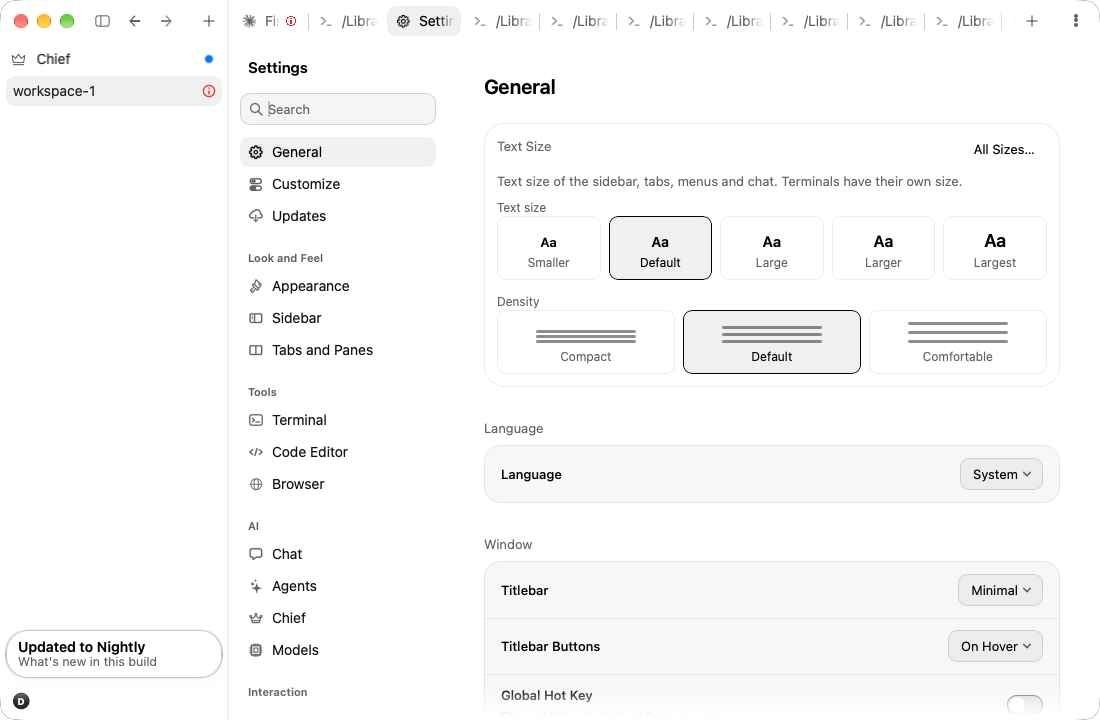 Fi
/Libra
Settin
/Libra
/Libra
/Libra
/Libra
/Libra
/Libra
/Libra
Chief
workspace-1
Updated to Nightly
What's new in this build
D
Settings
Search
General
Customize
Updates
Look and Feel
Appearance
Sidebar
Tabs and Panes
Tools
Terminal
Code Editor
Browser
AI
Chat
Agents
Chief
Models
Interaction
General
Text Size
All Sizes...
Text size of the sidebar, tabs, menus and chat. Terminals have their own size.
Text size
Aa Aa Aa Aa Aa
Smaller Default Large Larger Largest
Density
Compact Default Comfortable
Language
Language System
Window
Titlebar Minimal
Titlebar Buttons On Hover
Global Hot Key